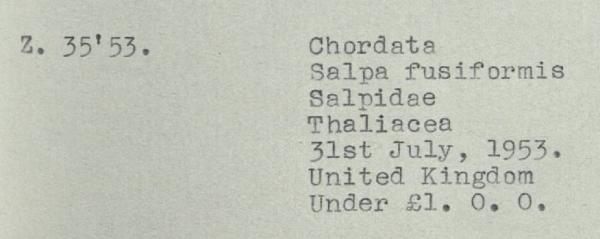 Z. 35'53. Chordata
Salpa fusiformis
Salpidae
Thaliacea
31st July, 1953.
United Kingdom
Under £1. 0. 0.